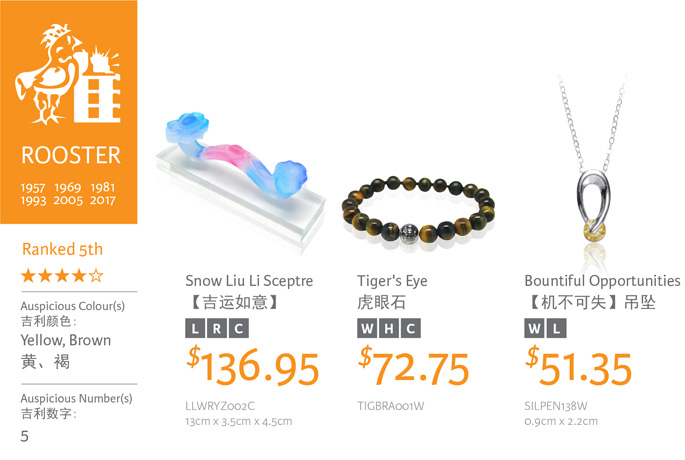 ROOSTER
1957 1969 1981
1993 2005 2017
Ranked 5th
Auspicious Colour(s)
吉利颜色：
Yellow, Brown
黄、褐
Auspicious Number(s)
吉利数字：
5
Snow Liu Li Sceptre
【吉运如意】
L R C
$136.95
LLWRYZ002C
13cm x 3.5cm x 4.5cm
Tiger's Eye
虎眼石
W H C
$72.75
TIGBRA001W
Bountiful Opportunities
【机不可失】吊坠
W L
$51.35
SILPEN138W
0.9cm x 2.2cm